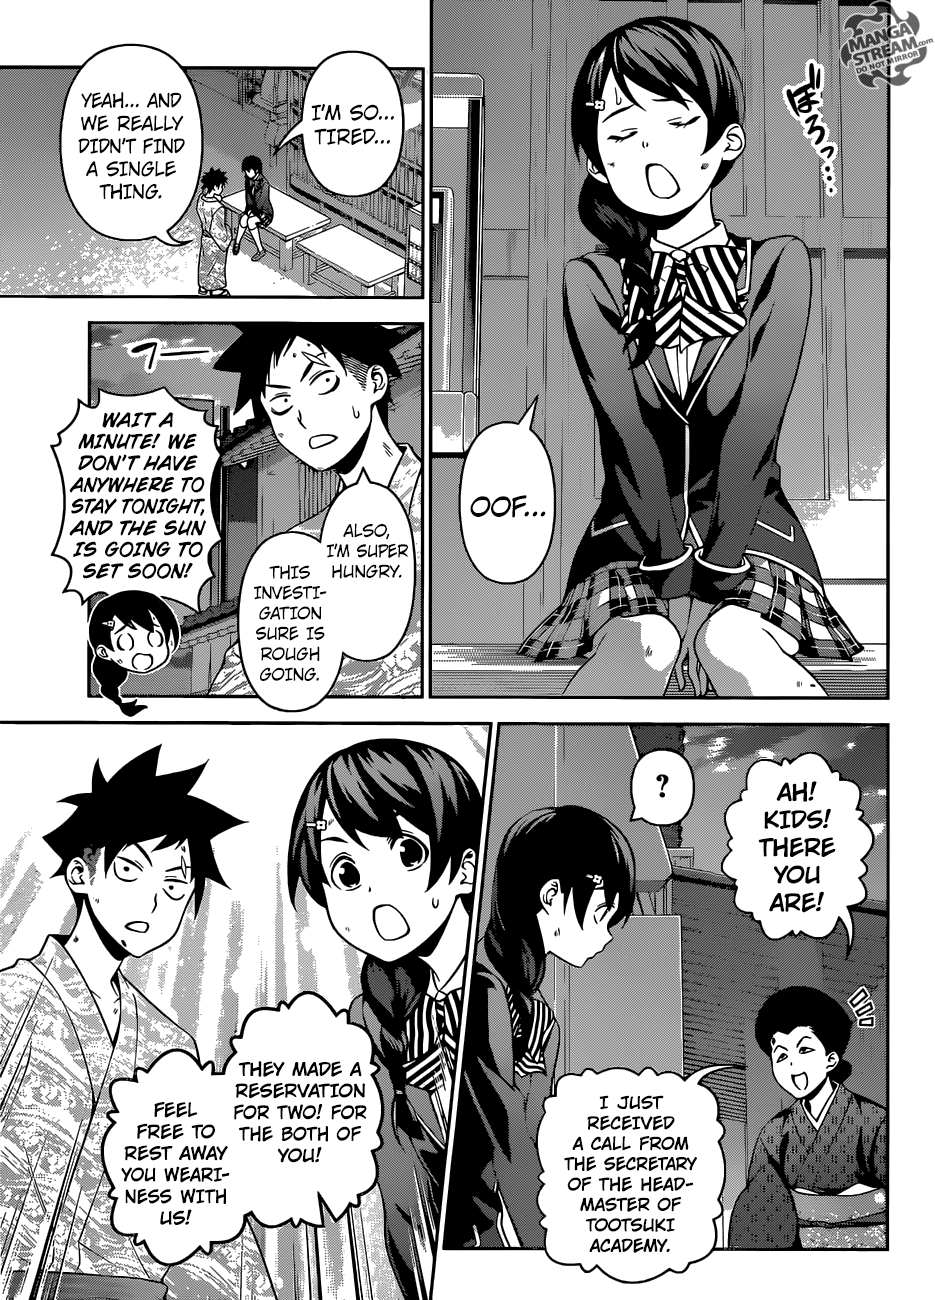 MANGA
STREAM.com
DO NOT MIRROR!
ぼろっ…
OOF...
I'M SO...
TIRED...
YEAH... AND
WE REALLY
DIDN'T FIND
A SINGLE
THING.
ALSO,
I'M SUPER
HUNGRY.
THIS
INVESTI-
GATION
SURE IS
ROUGH
GOING.
フー
WAIT A
MINUTE! WE
DON'T HAVE
ANYWHERE TO
STAY TONIGHT,
AND THE SUN
IS GOING TO
SET SOON!
AH!
KIDS!
THERE
YOU
ARE!
?
I JUST
RECEIVED
A CALL FROM
THE SECRETARY
OF THE HEAD-
MASTER OF
TOOTSUKI
ACADEMY.
THEY MADE A
RESERVATION
FOR TWO! FOR
THE BOTH OF
YOU!
FEEL
FREE TO
REST AWAY
YOU WEARI-
NESS WITH
US!